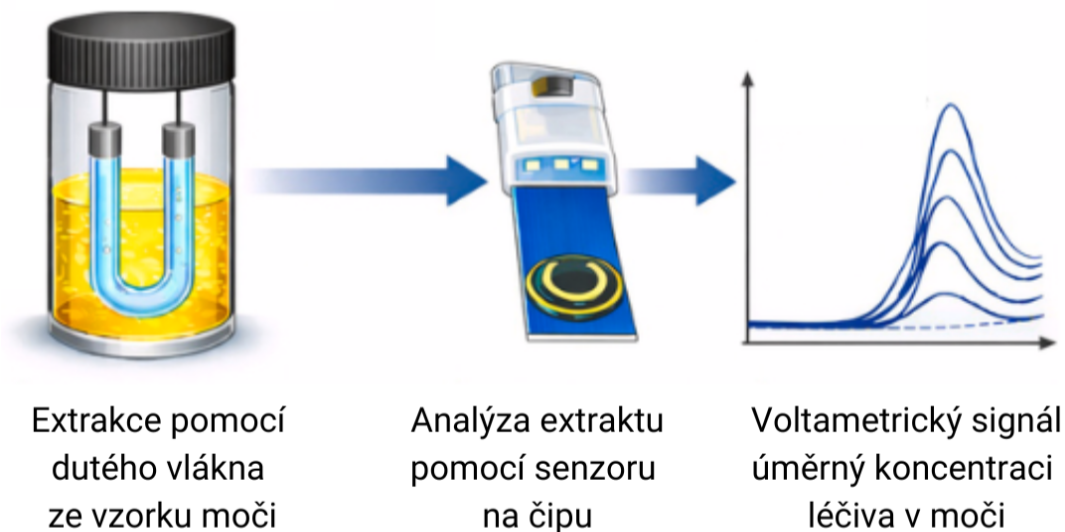 Extrakce pomocí
dutého vlákna
ze vzorku moči
Analýza extraktu
pomocí senzoru
na čipu
Voltametrický signál
úměrný koncentraci
léčiva v moči